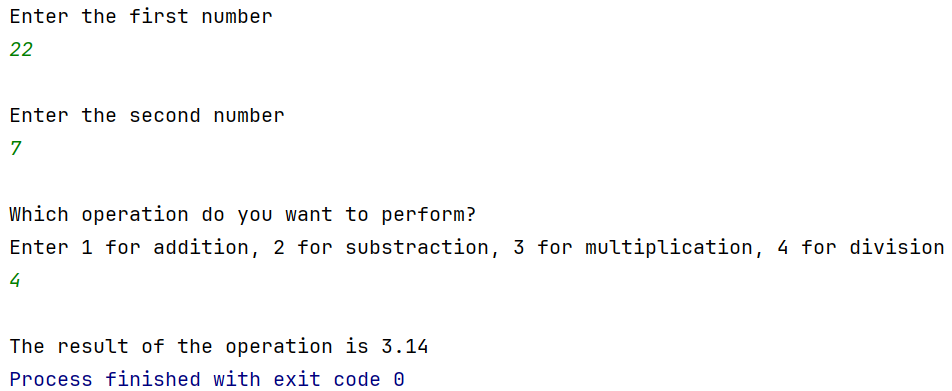 Enter the first number
22
Enter the second number
7
Which operation do you want to perform?
Enter 1 for addition, 2 for substraction, 3 for multiplication, 4 for division
4
The result of the operation is 3.14
Process finished with exit code 0